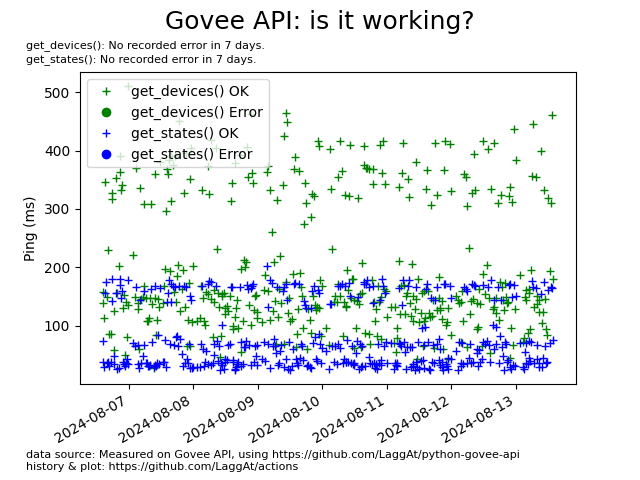 Govee API: is it working?
get_devices(): No recorded error in 7 days.
get_states(): No recorded error in 7 days.
get_devices() OK
get_devices() Error
get_states() OK
get_states() Error
Ping (ms)
500
400
300
200
100
2024-08-07
2024-08-08
2024-08-09
2024-08-10
2024-08-11
2024-08-12
2024-08-13
data source: Measured on Govee API, using https://github.com/LaggAt/python-govee-api
history & plot: https://github.com/LaggAt/actions